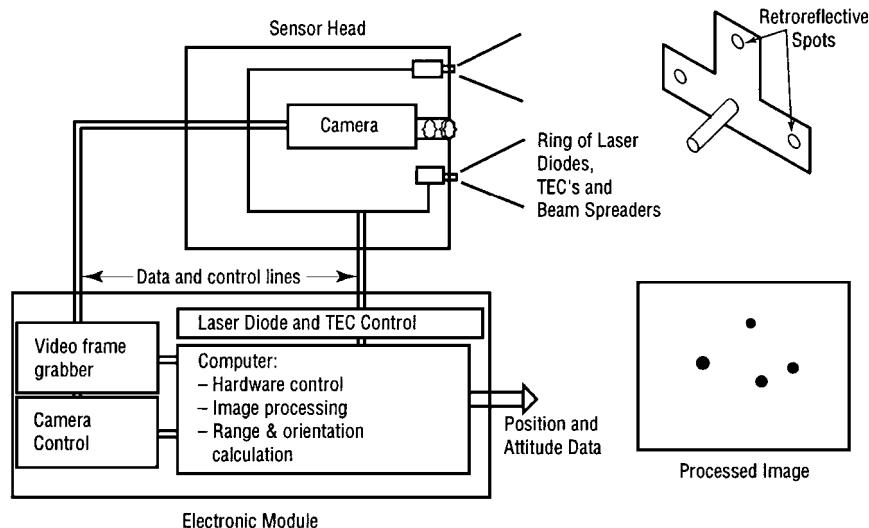 Sensor Head
Retroreflective
Spots
Camera
Ring of Laser
Diodes,
TEC's and
Beam Spreaders
Data and control lines
Laser Diode and TEC Control
Video frame
grabber
Computer:
– Hardware control
– Image processing
– Range & orientation
calculation
Camera
Control
Position and
Attitude Data
Processed Image
Electronic Module